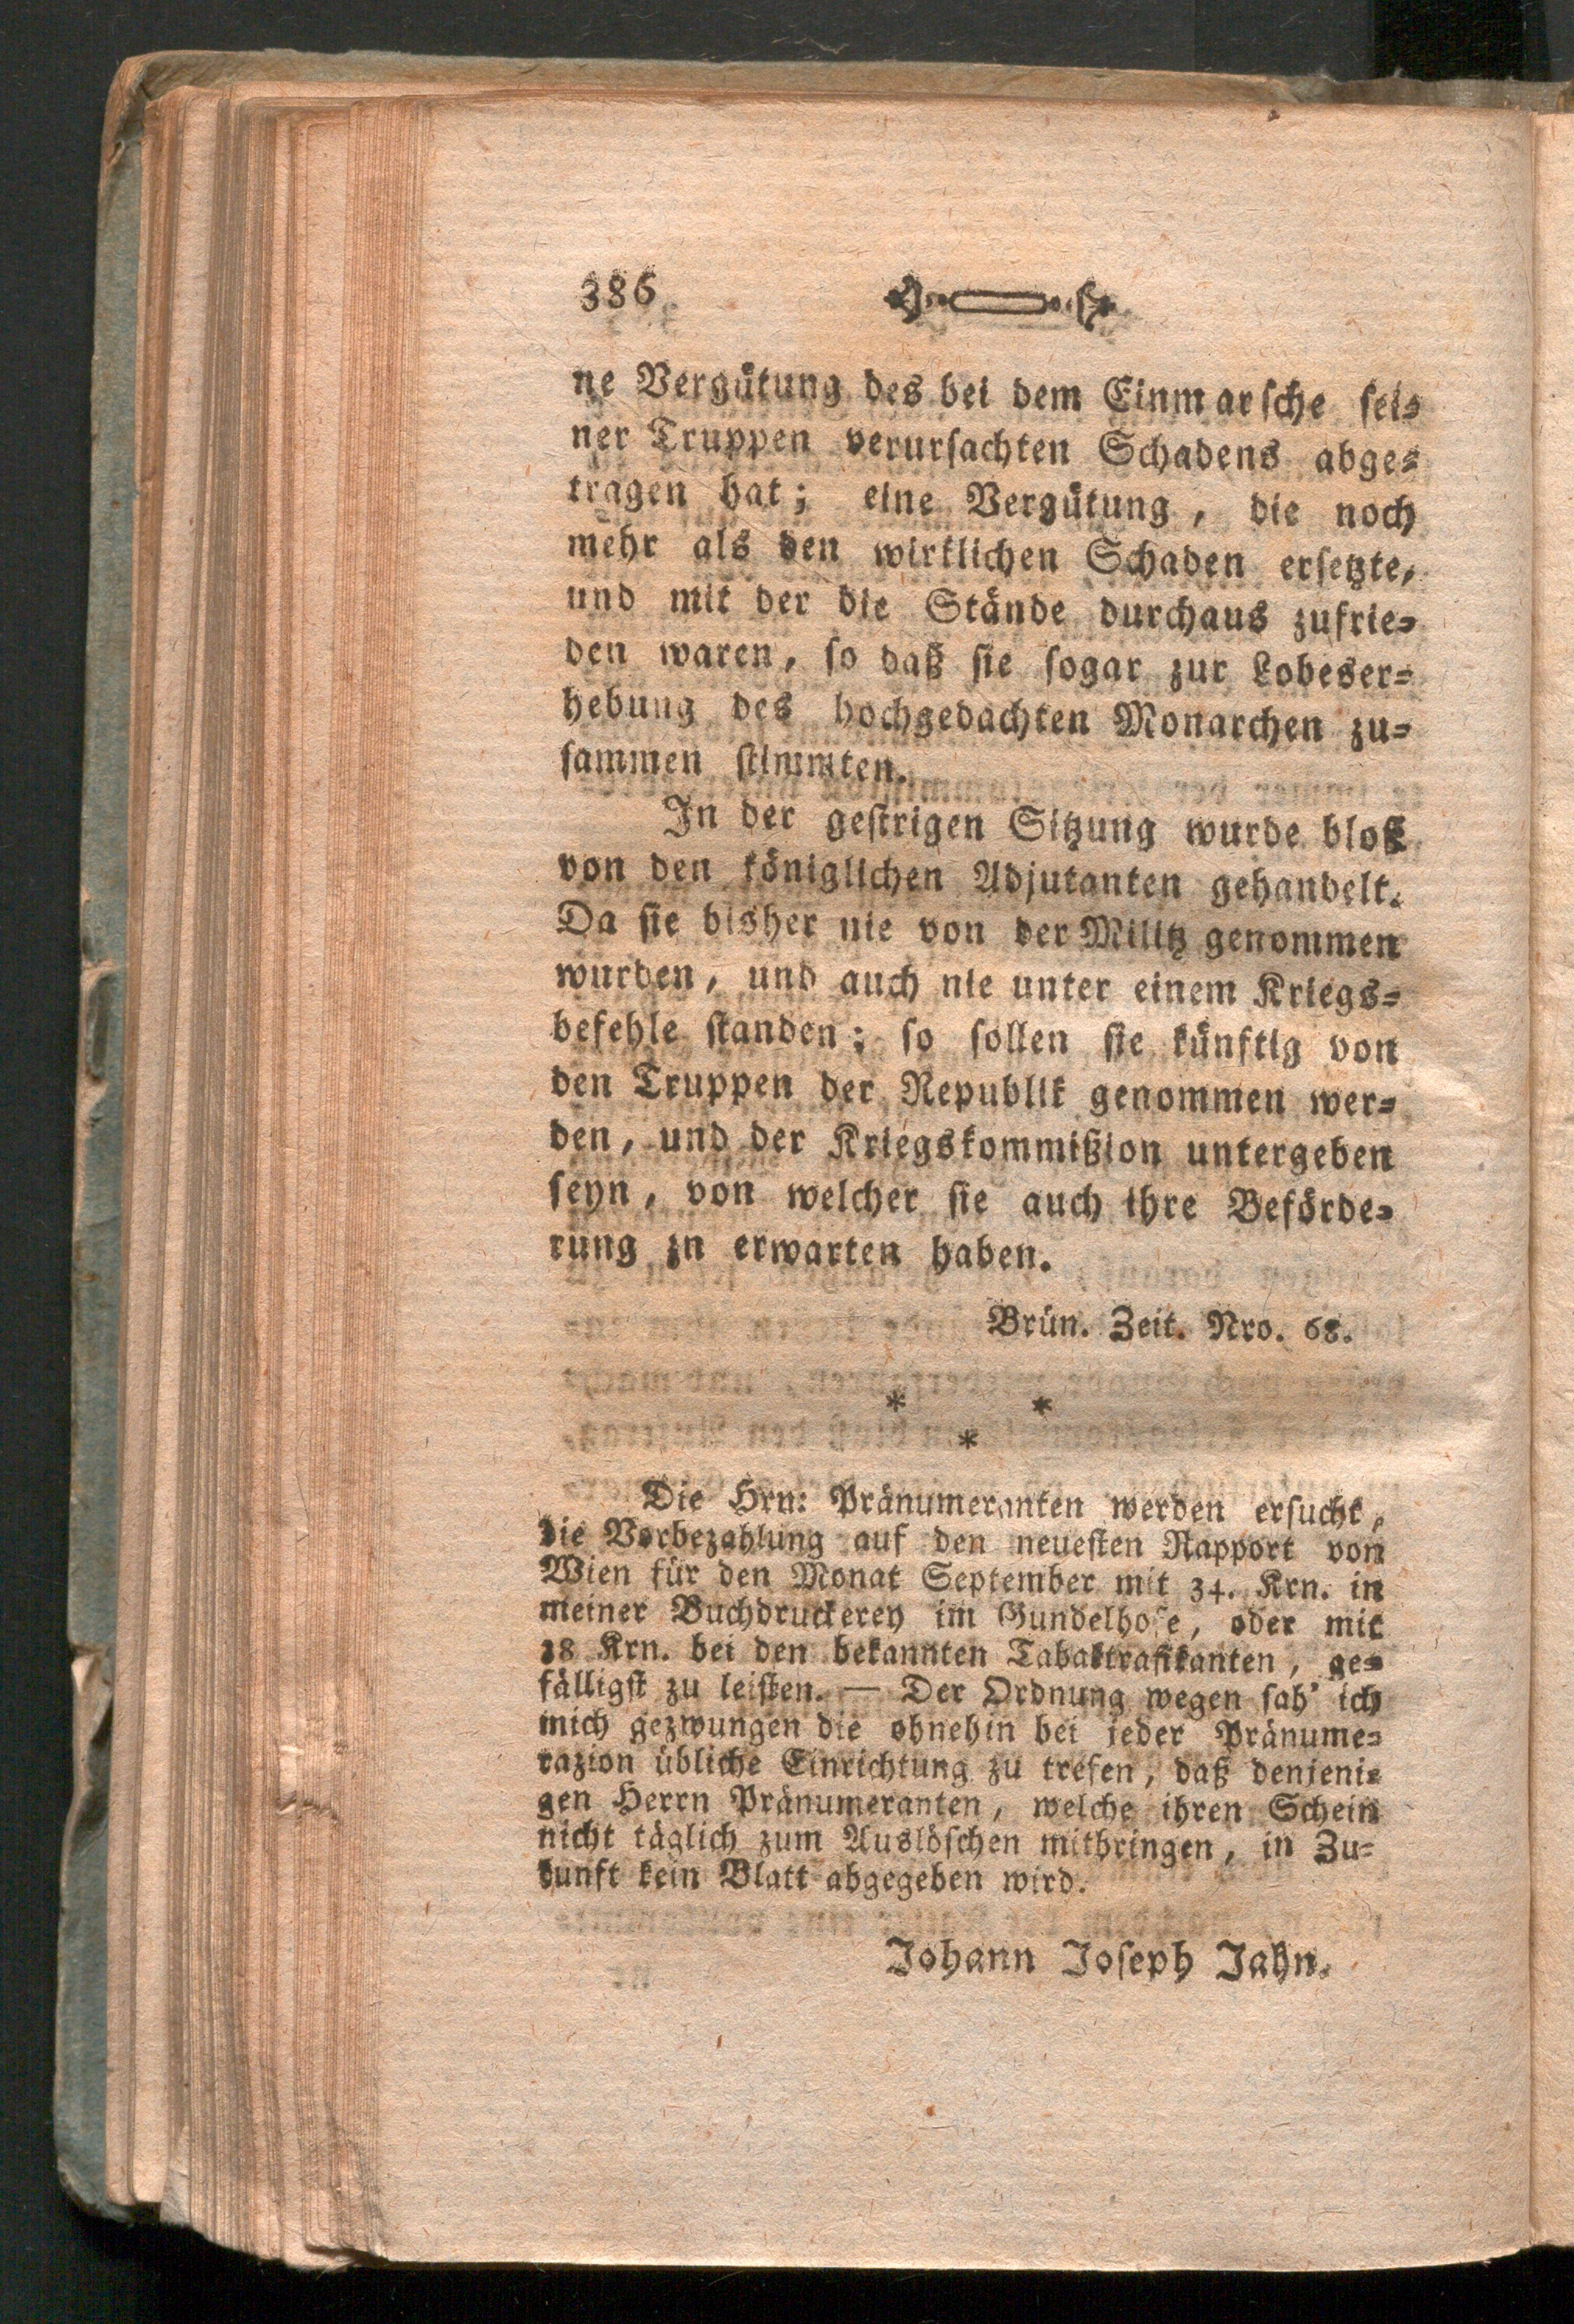 386
ne Vergütung des bei dem Einmarsche sei=
ner Truppen verursachten Schadens abge=
tragen hat; eine Vergütung, die noch
mehr als den wirklichen Schaden ersetzte,
und mit der die Stände durchaus zufrie=
den waren, so daß sie sogar zur Lobeser=
hebung des hochgedachten Monarchen zu=
sammen stimmten.
In der gestrigen Sitzung wurde bloß
von den königlichen Adjutanten gehandelt.
Da sie bisher nie von der Militz genommen
wurden, und auch nie unter einem Kriegs=
befehle standen; so sollen sie künftig von
den Truppen der Republik genommen wer=
den, und der Kriegskommißion untergeben
seyn, von welcher sie auch ihre Beförde=
rung zn erwarten haben.
Brün. Zeit. Nro. 68.
* *
*
Die Hrn: Pränumeranten werden ersucht,
die Vorbezahlung auf den neuesten Rapport von
Wien für den Monat September mit 34. Krn. in
meiner Buchdruckerey im Gundelhofe, oder mit
38 Krn. bei den bekannten Tabaktrafikanten, ge=
fälligst zu leisten. — Der Ordnung wegen sah' ich
mich gezwungen die ohnehin bei jeder Pränume=
razion übliche Einrichtung zu trefen, daß denjeni=
gen Herrn Pränumeranten, welche ihren Schein
nicht täglich zum Auslöschen mitbringen, in Zu=
kunft kein Blatt abgegeben wird.
Johann Joseph Jahn.